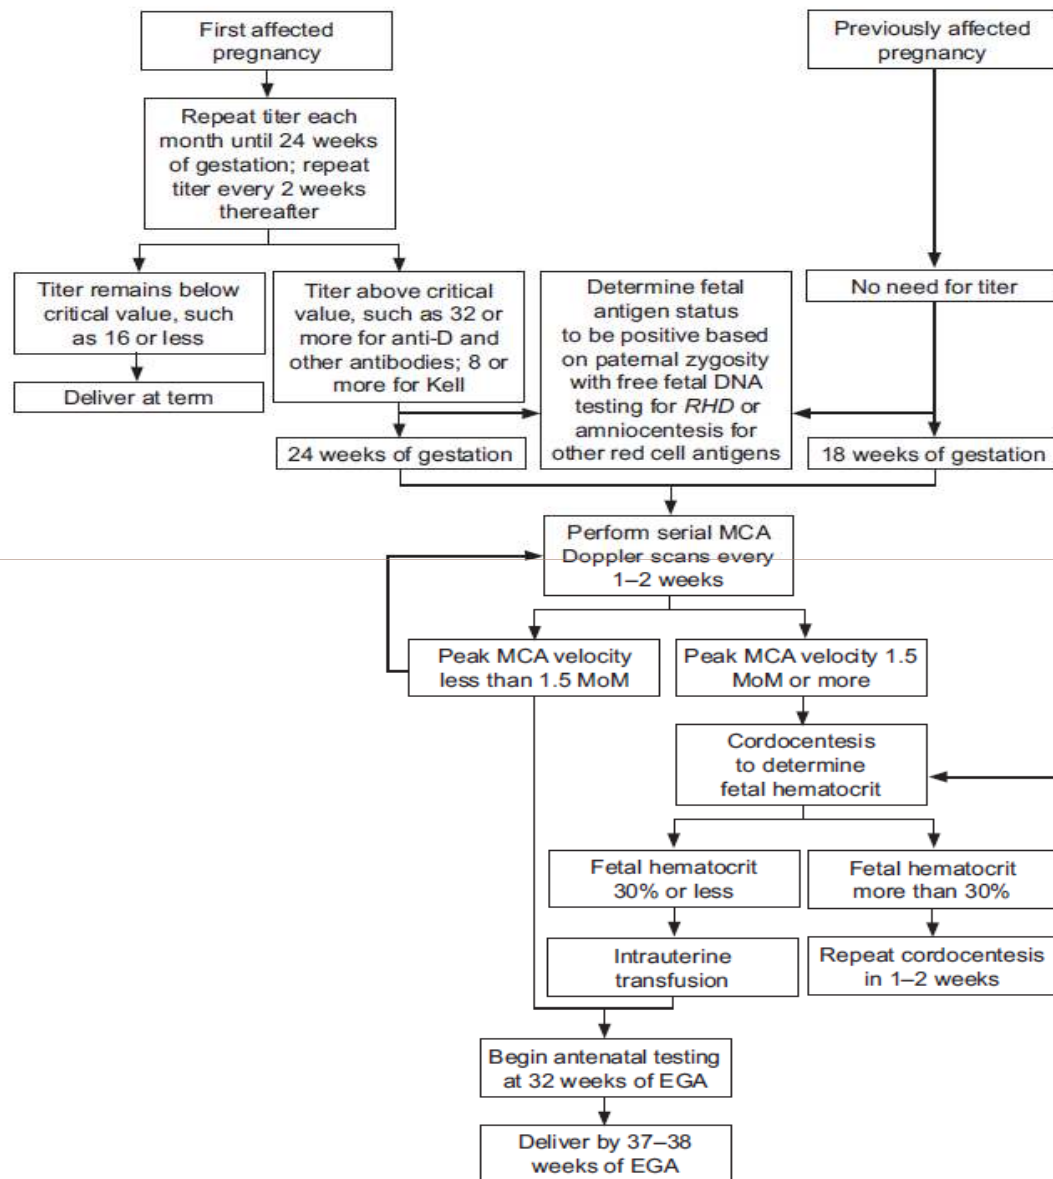 First affected
pregnancy
Previously affected
pregnancy
Repeat titer each
month until 24 weeks
of gestation; repeat
titer every 2 weeks
thereafter
Titer remains below
critical value, such
as 16 or less
Titer above critical
value, such as 32 or
more for anti-D and
other antibodies; 8 or
more for Kell
Determine fetal
antigen status
to be positive based
on paternal zygosity
with free fetal DNA
testing for RHD or
amniocentesis for
other red cell antigens
No need for titer
Deliver at term
24 weeks of gestation
18 weeks of gestation
Perform serial MCA
Doppler scans every
1–2 weeks
Peak MCA velocity
less than 1.5 MoM
Peak MCA velocity 1.5
MoM or more
Cordocentesis
to determine
fetal hematocrit
Fetal hematocrit
30% or less
Fetal hematocrit
more than 30%
Intrauterine
transfusion
Repeat cordocentesis
in 1–2 weeks
Begin antenatal testing
at 32 weeks of EGA
Deliver by 37–38
weeks of EGA